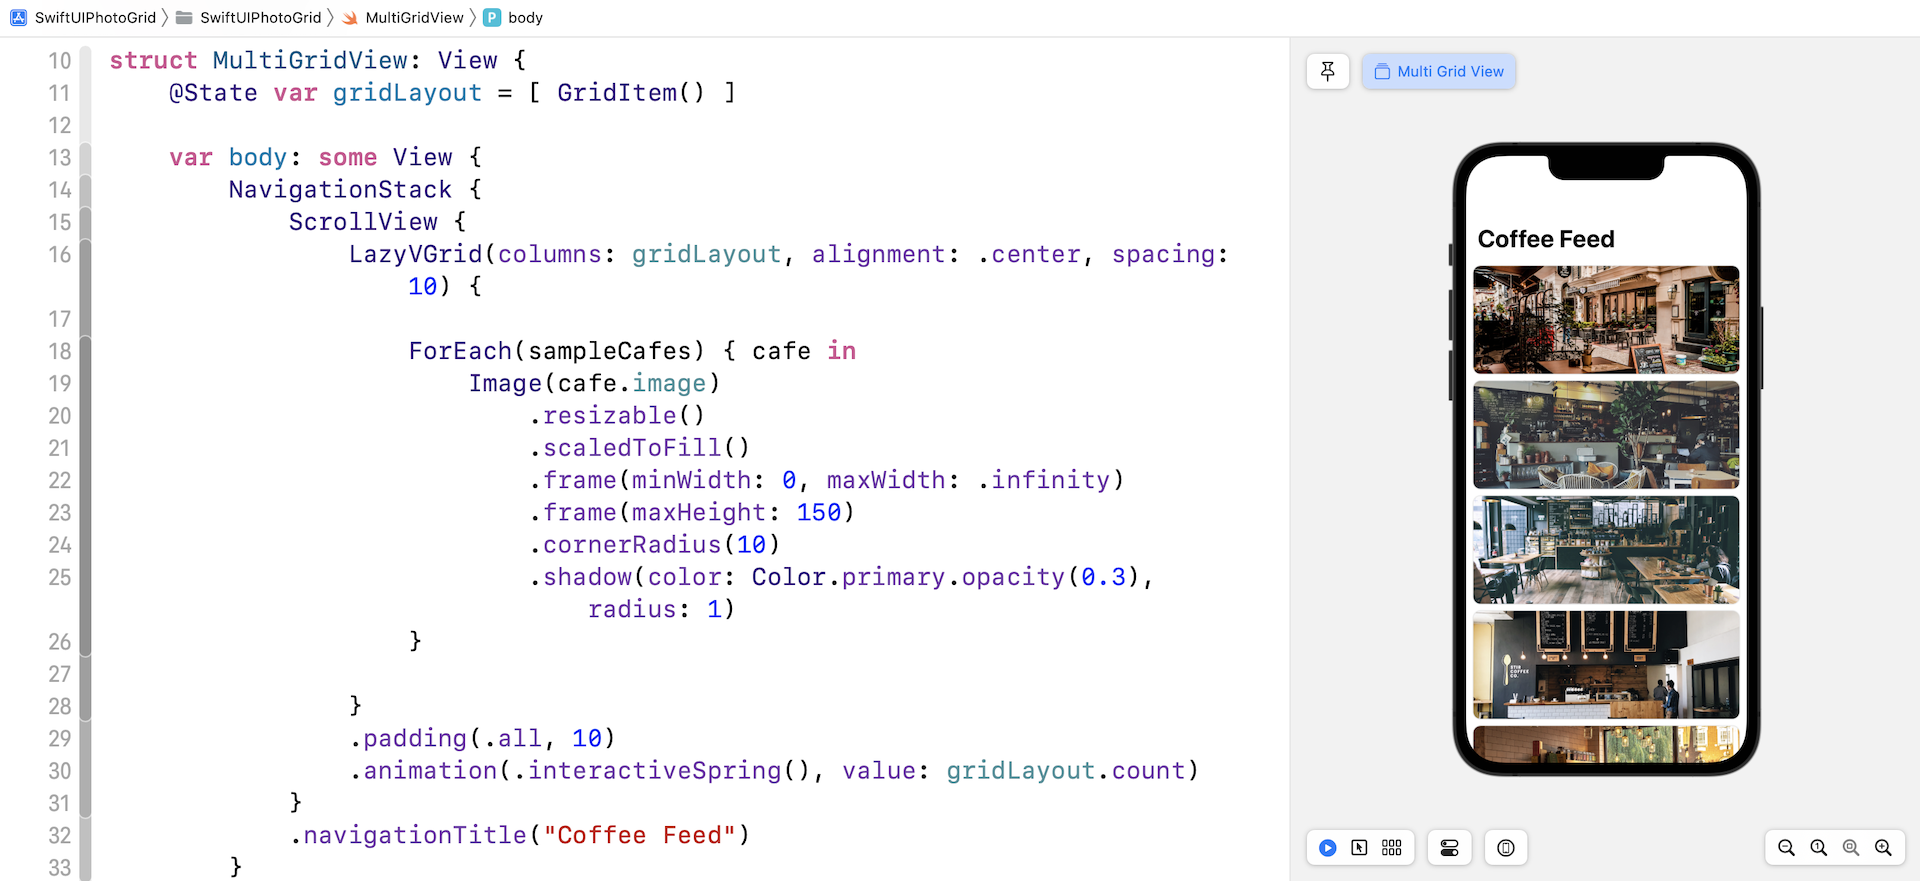 SwiftUIPhotoGrid 〉 SwiftUIPhotoGrid 〉 MultiGridView 〉 P body
10 struct MultiGridView: View {
11 @State var gridLayout = [ GridItem() ]
12
13 var body: some View {
14 NavigationStack {
15 ScrollView {
16 LazyVGrid(columns: gridLayout, alignment: .center, spacing:
10) {
17
18 ForEach(sampleCafes) { cafe in
19 Image(cafe.image)
20 .resizable()
21 .scaledToFill()
22 .frame(minWidth: 0, maxWidth: .infinity)
23 .frame(maxHeight: 150)
24 .cornerRadius(10)
25 .shadow(color: Color.primary.opacity(0.3),
radius: 1)
26 }
27
28 }
29 .padding(.all, 10)
30 .animation(.interactiveSpring(), value: gridLayout.count)
31 }
32 .navigationTitle("Coffee Feed")
33 }
Multi Grid View
Coffee Feed
STIR
COFFEE
CO.